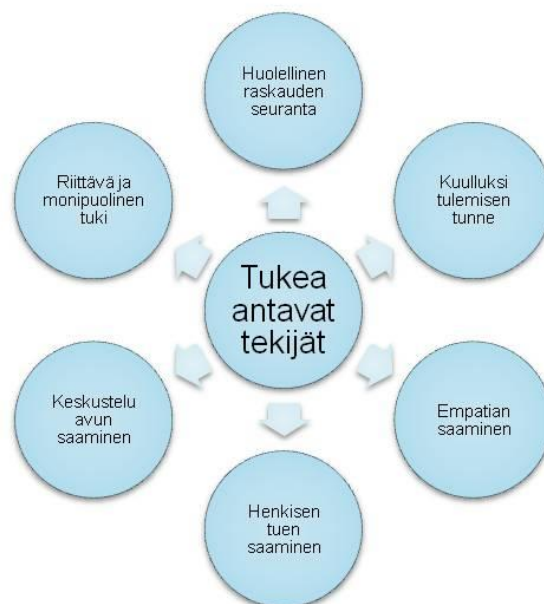 Huolellinen
raskauden
seuranta
Riittävä ja
monipuolinen
tuki
Kuulluksi
tulemisen
tunne
Tukea
antavat
tekijät
Keskustelu
avun
saaminen
Empatian
saaminen
Henkisen
tuen
saaminen